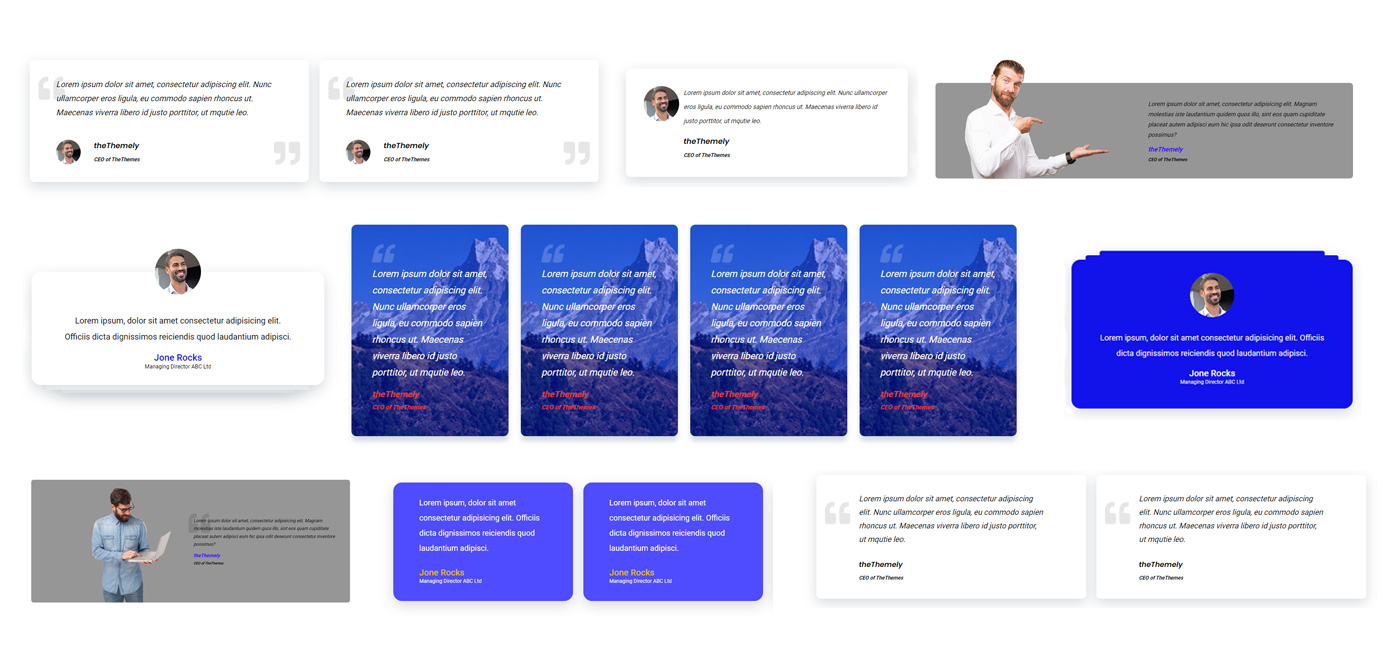 Lorem ipsum dolor sit amet, consectetur adipiscing elit. Nunc
ullamcorper eros ligula, eu commodo sapien rhoncus ut.
Maecenas viverra libero id justo porttitor, ut mqutie leo.
theThemely
CEO of TheThemes
Lorem ipsum dolor sit amet, consectetur adipiscing elit. Nunc
ullamcorper eros ligula, eu commodo sapien rhoncus ut.
Maecenas viverra libero id justo porttitor, ut mqutie leo.
theThemely
CEO of TheThemes
Lorem ipsum dolor sit amet, consectetur adipiscing elit. Nunc ullamcorper
eros ligula, eu commodo sapien rhoncus ut. Maecenas viverra libero id
justo porttitor, ut mqutie leo.
theThemely
CEO of TheThemes
Lorem ipsum dolor sit amet, consectetur adipisicing elit. Magnam
molestias iste laudantium quos illo possimus vero, sint eos quam cupiditate
placeat autem adipisci eum hic ipsa odit deserunt consectetur inventore
possimus?
theThemely
CEO of TheThemes
Lorem ipsum, dolor sit amet consectetur adipisicing elit.
Officiis dicta dignissimos reiciendis quod laudantium adipisci.
Jone Rocks
Managing Director ABC Ltd
Lorem ipsum dolor sit amet,
consectetur adipiscing elit.
Nunc ullamcorper eros
ligula, eu commodo sapien
rhoncus ut. Maecenas
viverra libero id justo
porttitor, ut mqutie leo.
theThemely
CEO of TheThemes
Lorem ipsum dolor sit amet,
consectetur adipiscing elit.
Nunc ullamcorper eros
ligula, eu commodo sapien
rhoncus ut. Maecenas
viverra libero id justo
porttitor, ut mqutie leo.
theThemely
CEO of TheThemes
Lorem ipsum dolor sit amet,
consectetur adipiscing elit.
Nunc ullamcorper eros
ligula, eu commodo sapien
rhoncus ut. Maecenas
viverra libero id justo
porttitor, ut mqutie leo.
theThemely
CEO of TheThemes
Lorem ipsum dolor sit amet,
consectetur adipiscing elit.
Nunc ullamcorper eros
ligula, eu commodo sapien
rhoncus ut. Maecenas
viverra libero id justo
porttitor, ut mqutie leo.
theThemely
CEO of TheThemes
Lorem ipsum, dolor sit amet consectetur adipisicing elit. Officiis
dicta dignissimos reiciendis quod laudantium adipisci.
Jone Rocks
Managing Director ABC Ltd
Lorem ipsum dolor sit amet, consectetur adipisicing elit. Magnam
molestias iste laudantium quos illo, sint eos quam cupiditate
placeat autem adipisci eum hic ipsa odit deserunt consectetur inventore
possimus?
theThemely
CEO of TheThemes
Lorem ipsum, dolor sit amet
consectetur adipisicing elit. Officiis
dicta dignissimos reiciendis quod
laudantium adipisci.
Jone Rocks
Managing Director ABC Ltd
Lorem ipsum, dolor sit amet
consectetur adipisicing elit. Officiis
dicta dignissimos reiciendis quod
laudantium adipisci.
Jone Rocks
Managing Director ABC Ltd
Lorem ipsum dolor sit amet, consectetur adipiscing
elit. Nunc ullamcorper eros ligula, eu commodo sapien
rhoncus ut. Maecenas viverra libero id justo porttitor,
ut mqutie leo.
theThemely
CEO of TheThemes
Lorem ipsum dolor sit amet, consectetur adipiscing
elit. Nunc ullamcorper eros ligula, eu commodo sapien
rhoncus ut. Maecenas viverra libero id justo porttitor,
ut mqutie leo.
theThemely
CEO of TheThemes